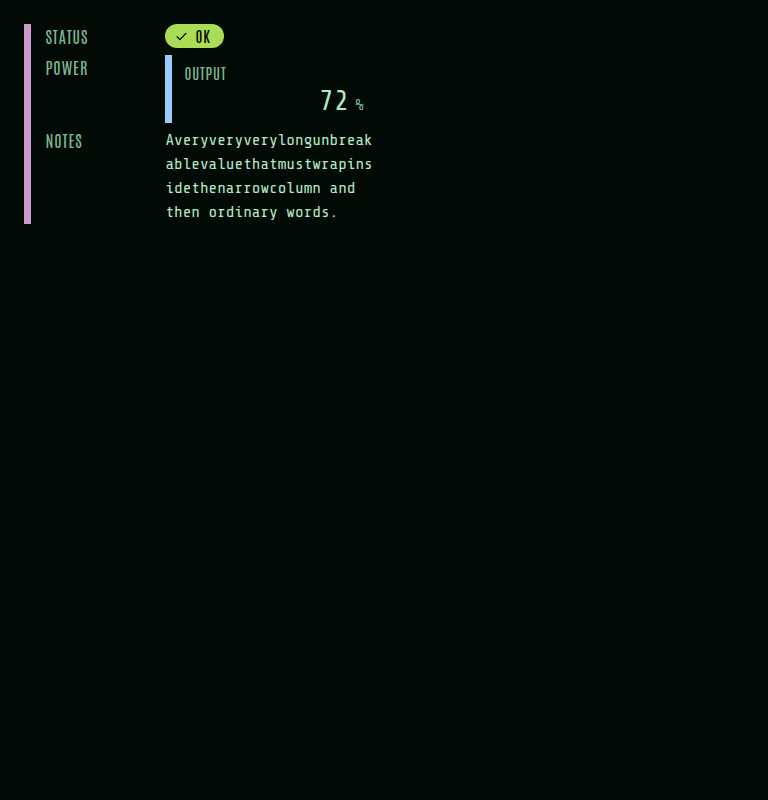 STATUS
OK
POWER
OUTPUT
72 %
NOTES
Averyveryverylongunbreak
ablevaluethatmustwrapins
idethenarrowcolumn and
then ordinary words.